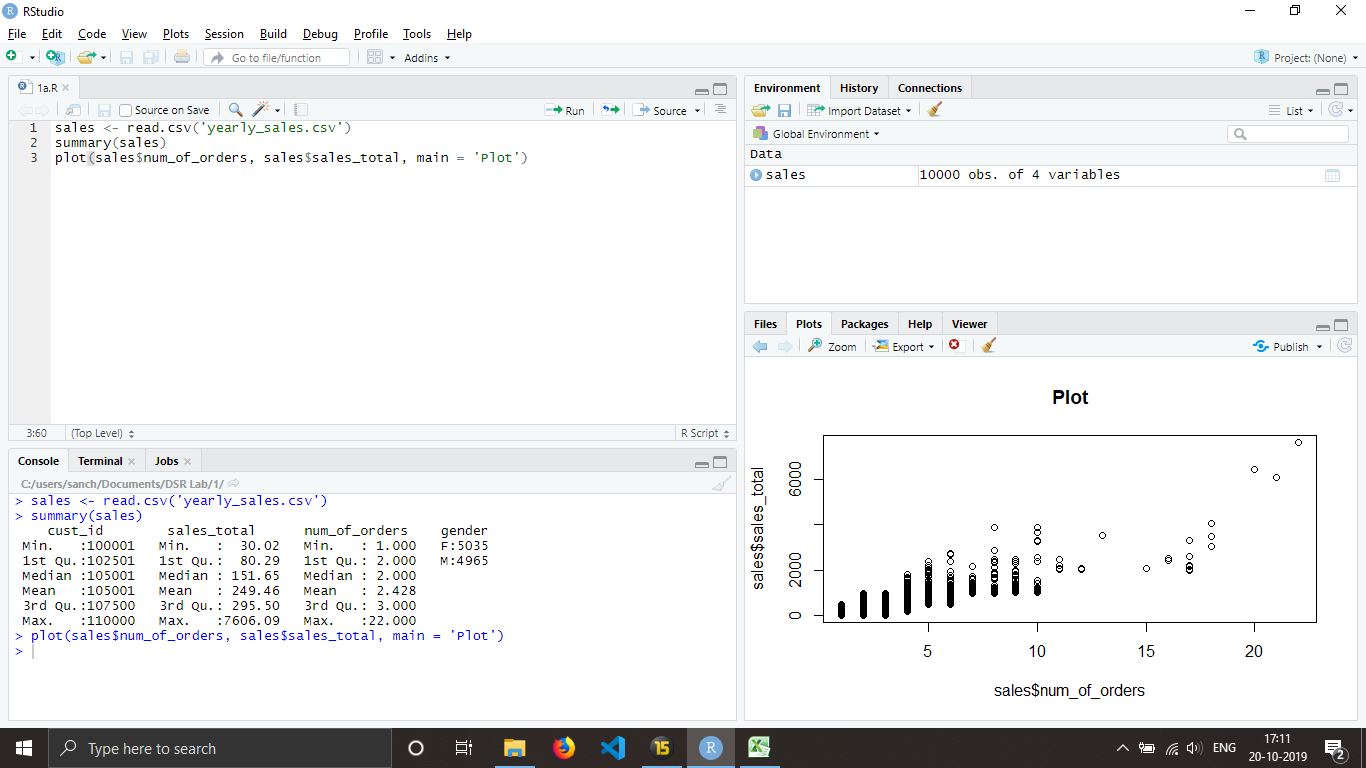 RStudio
File Edit Code View Plots Session Build Debug Profile Tools Help
Go to file/function Addins Project: (None)
1a.R
Source on Save Run Source
1 sales <- read.csv('yearly_sales.csv')
2 summary(sales)
3 plot(sales$num_of_orders, sales$sales_total, main = 'Plot')
3:60 (Top Level) R Script
Console Terminal Jobs
C:/users/sanch/Documents/DSR Lab/1/
> sales <- read.csv('yearly_sales.csv')
> summary(sales)
cust_id sales_total num_of_orders gender
Min. :100001 Min. : 30.02 Min. : 1.000 F:5035
1st Qu.:102501 1st Qu.: 80.29 1st Qu.: 2.000 M:4965
Median :105001 Median : 151.65 Median : 2.000
Mean :105001 Mean : 249.46 Mean : 2.428
3rd Qu.:107500 3rd Qu.: 295.50 3rd Qu.: 3.000
Max. :110000 Max. :7606.09 Max. :22.000
> plot(sales$num_of_orders, sales$sales_total, main = 'Plot')
>
Environment History Connections
Import Dataset List
Global Environment
Data
sales 10000 obs. of 4 variables
Files Plots Packages Help Viewer
Zoom Export Publish
Plot
sales$sales_total
6000
2000
0
5 10 15 20
sales$num_of_orders
Type here to search
15
R
ENG
17:11
20-10-2019
2